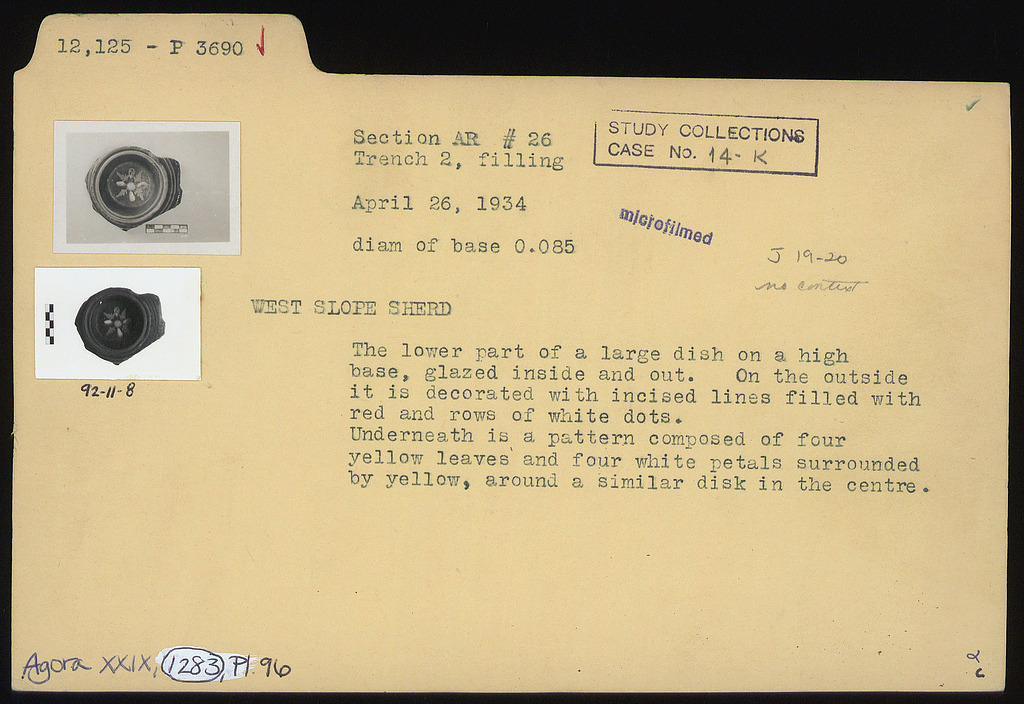 12,125 - P 3690
Section AR # 26
Trench 2, filling
April 26, 1934
diam of base 0.085
STUDY COLLECTIONS
CASE No. 14-K
microfilmed
J 19-20
no context
92-11-8
WEST SLOPE SHERD
The lower part of a large dish on a high
base, glazed inside and out. On the outside
it is decorated with incised lines filled with
red and rows of white dots.
Underneath is a pattern composed of four
yellow leaves and four white petals surrounded
by yellow, around a similar disk in the centre.
Agora XXIX, 1283, Pl. 96